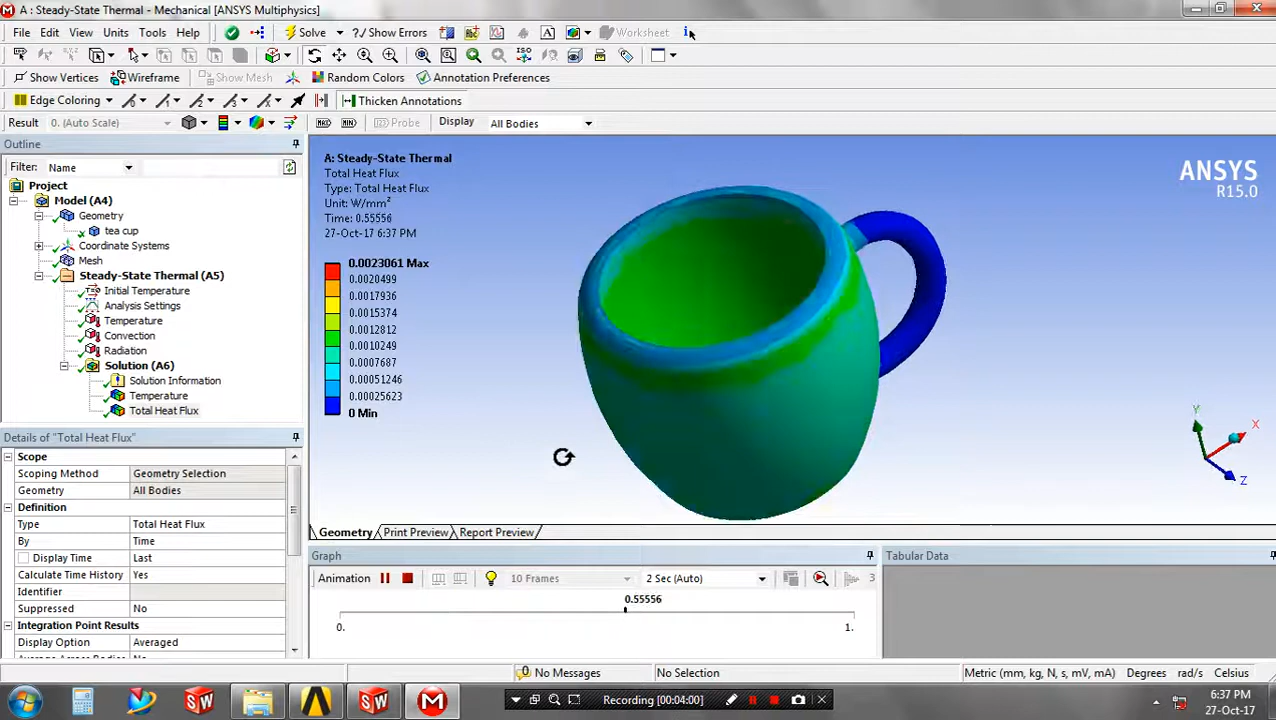 A : Steady-State Thermal - Mechanical [ANSYS Multiphysics]
File Edit View Units Tools Help Solve ?/ Show Errors Worksheet
Show Vertices Wireframe Show Mesh Random Colors Annotation Preferences
Edge Coloring Thicken Annotations
Result 0. (Auto Scale) Probe Display All Bodies
Outline
Filter: Name
Project
Model (A4)
Geometry
tea cup
Coordinate Systems
Mesh
Steady-State Thermal (A5)
Initial Temperature
Analysis Settings
Temperature
Convection
Radiation
Solution (A6)
Solution Information
Temperature
Total Heat Flux
Details of "Total Heat Flux"
Scope
Scoping Method Geometry Selection
Geometry All Bodies
Definition
Type Total Heat Flux
By Time
Display Time Last
Calculate Time History Yes
Identifier
Suppressed No
Integration Point Results
Display Option Averaged
A: Steady-State Thermal
Total Heat Flux
Type: Total Heat Flux
Unit: W/mm²
Time: 0.55556
27-Oct-17 6:37 PM
0.0023061 Max
0.0020499
0.0017936
0.0015374
0.0012812
0.0010249
0.0007687
0.00051246
0.00025623
0 Min
ANSYS
R15.0
Y
X
Z
Geometry Print Preview Report Preview
Graph
Animation 10 Frames 2 Sec (Auto) 3
0.55556
0. 1.
Tabular Data
0 No Messages No Selection Metric (mm, kg, N, s, mV, mA) Degrees rad/s Celsius
Recording [00:04:00]
6:37 PM
27-Oct-17